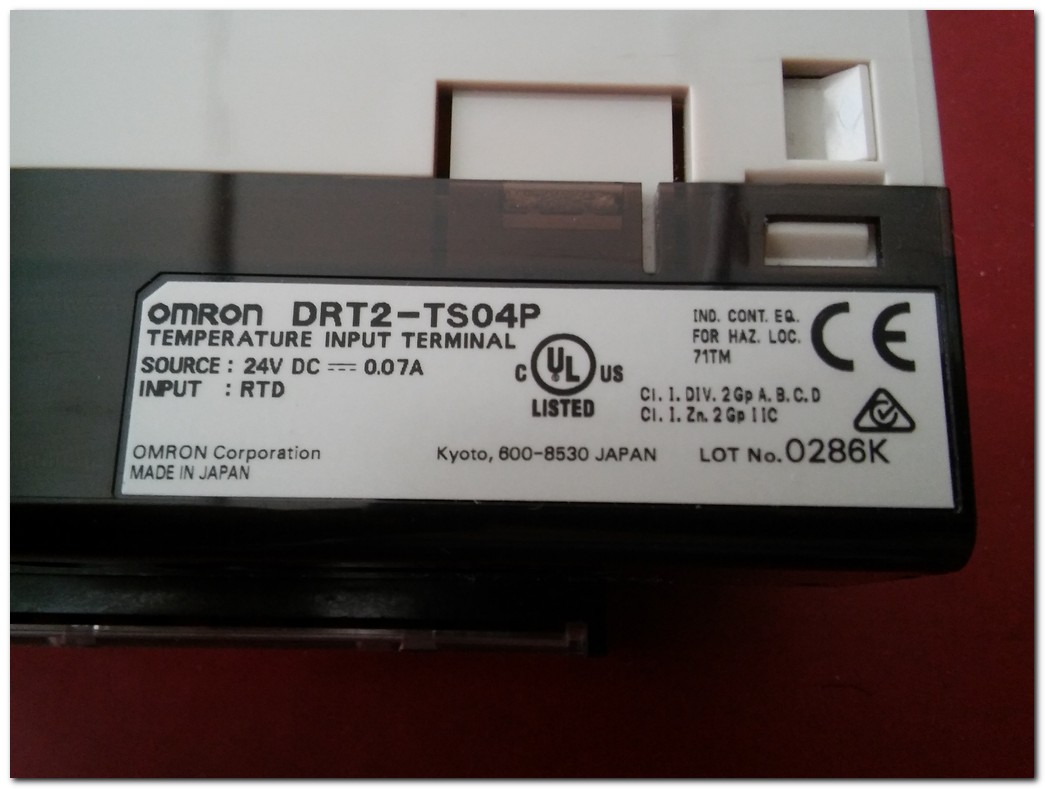 OMRON DRT2-TS04P
TEMPERATURE INPUT TERMINAL
SOURCE : 24V DC ⎓ 0.07A
INPUT : RTD
C UL US
LISTED
IND. CONT. EQ.
FOR HAZ. LOC.
71TM
CE
Cl. I. DIV. 2 Gp A. B. C. D
Cl. I. Zn. 2 Gp IIC
OMRON Corporation
MADE IN JAPAN
Kyoto, 600-8530 JAPAN
LOT No. 0286K